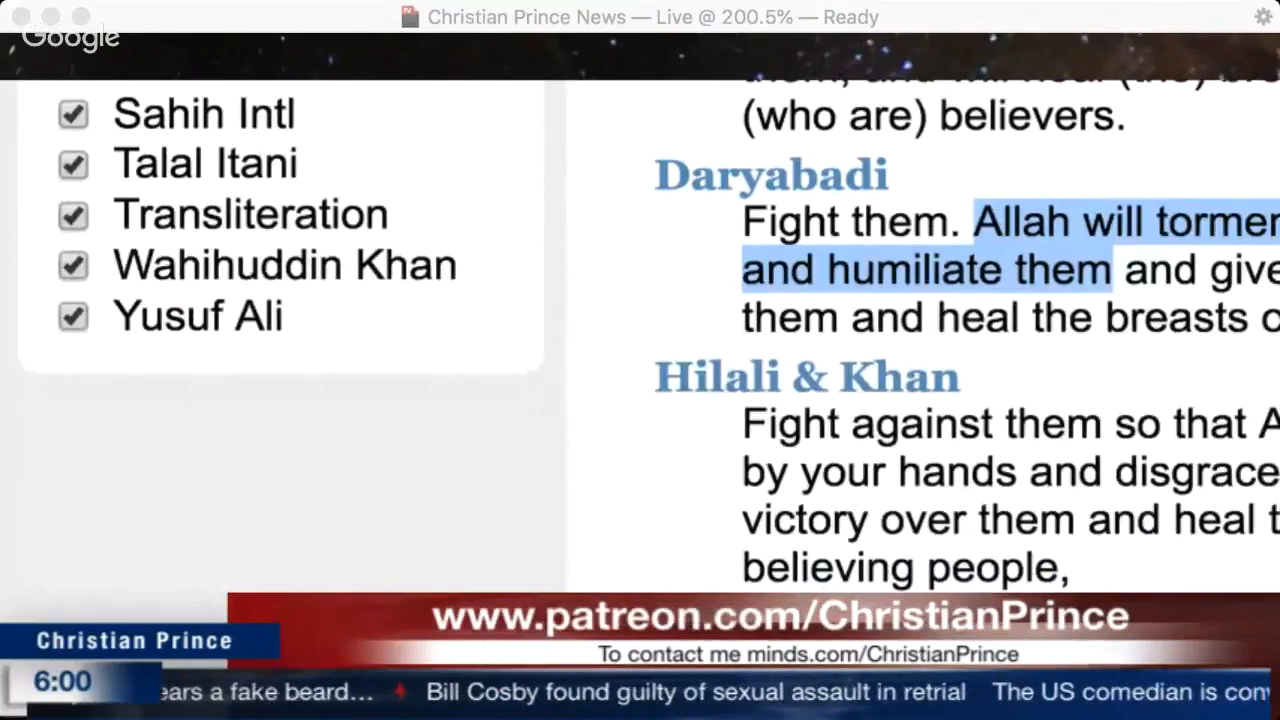 Christian Prince News — Live @ 200.5% — Ready
Google
Sahih Intl
Talal Itani
Transliteration
Wahihuddin Khan
Yusuf Ali
(who are) believers.
Daryabadi
Fight them. Allah will
and humiliate them and give
them and heal the breasts
Hilali & Khan
Fight against them so that
by your hands and disgrace
victory over them and heal
believing people,
www.patreon.com/ChristianPrince
To contact me minds.com/ChristianPrince
Christian Prince
6:00
ears a fake beard... Bill Cosby found guilty of sexual assault in retrial The US comedian is